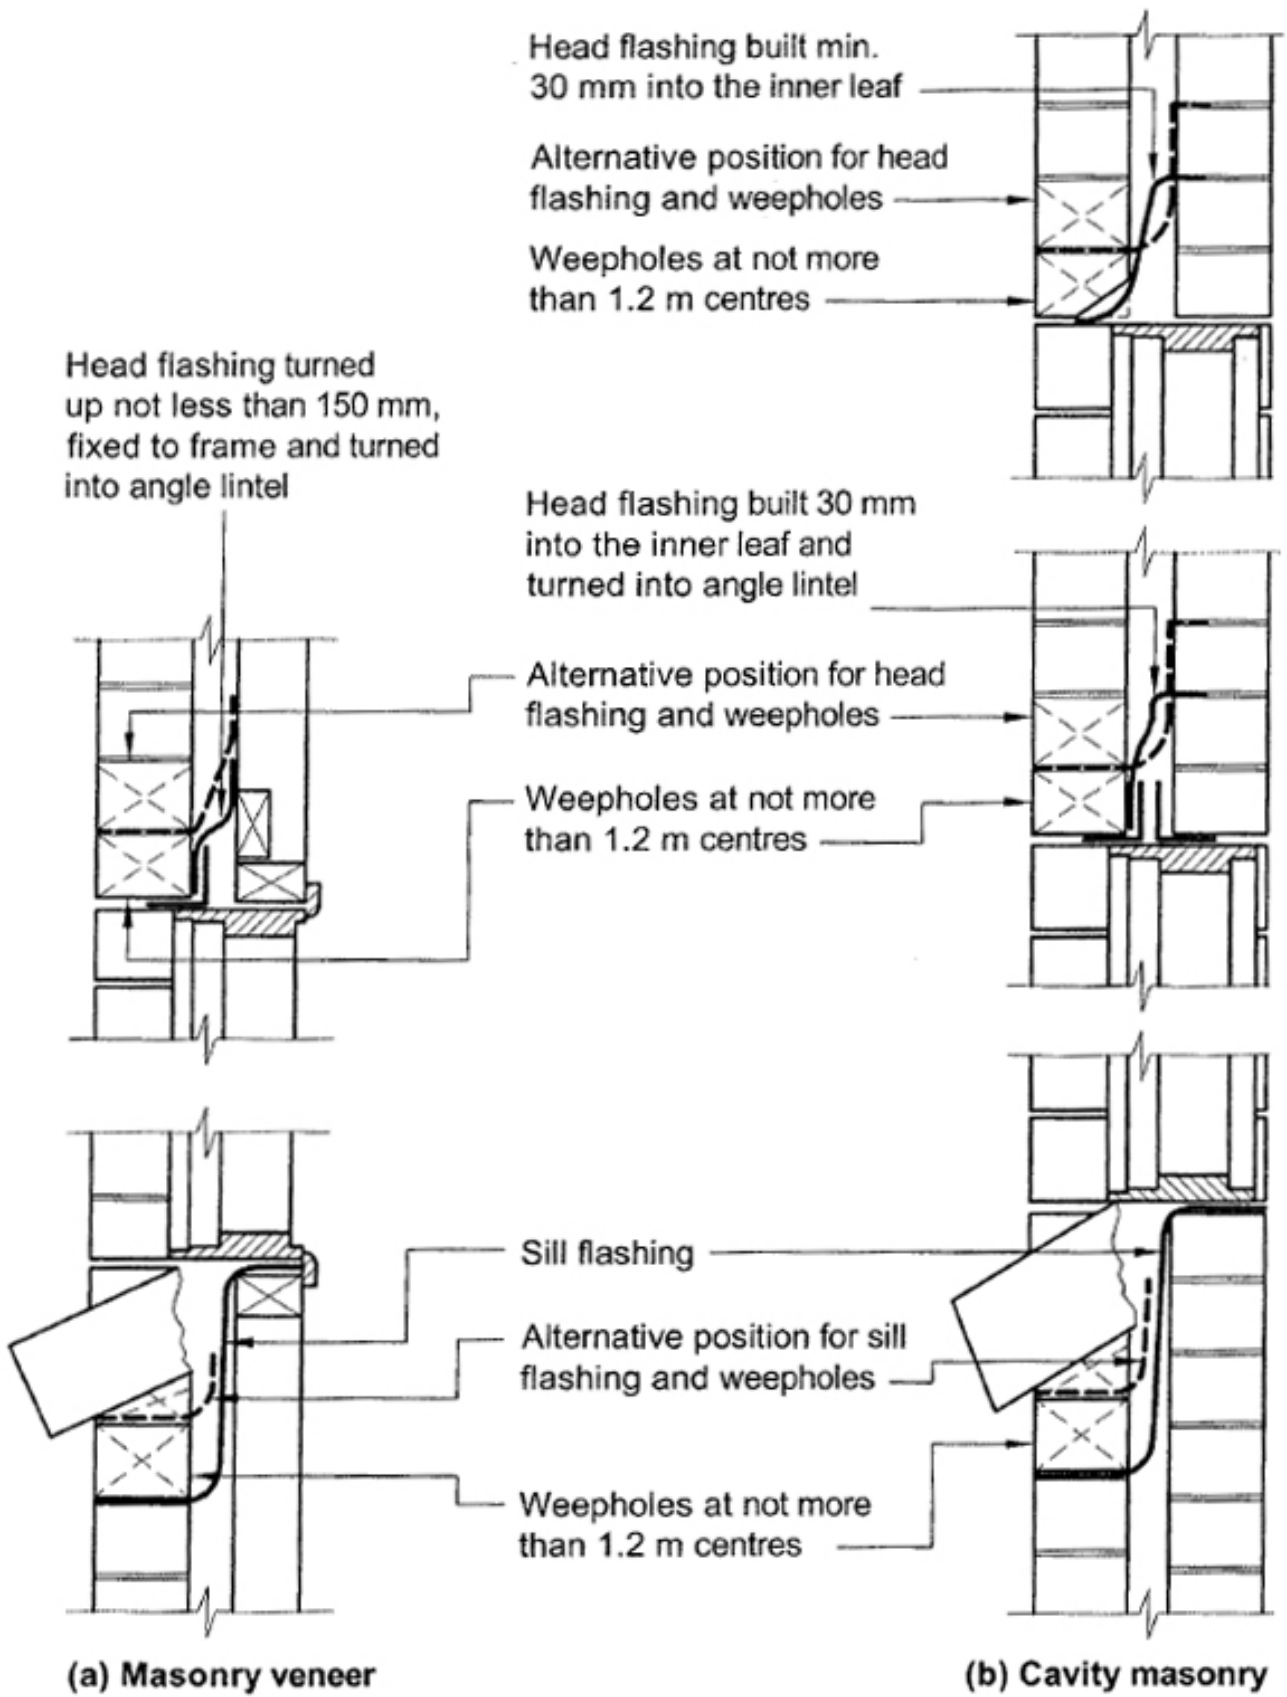 Head flashing built min.
30 mm into the inner leaf
Alternative position for head
flashing and weepholes
Weepholes at not more
than 1.2 m centres
Head flashing turned
up not less than 150 mm,
fixed to frame and turned
into angle lintel
Head flashing built 30 mm
into the inner leaf and
turned into angle lintel
Alternative position for head
flashing and weepholes
Weepholes at not more
than 1.2 m centres
Sill flashing
Alternative position for sill
flashing and weepholes
Weepholes at not more
than 1.2 m centres
(a) Masonry veneer
(b) Cavity masonry